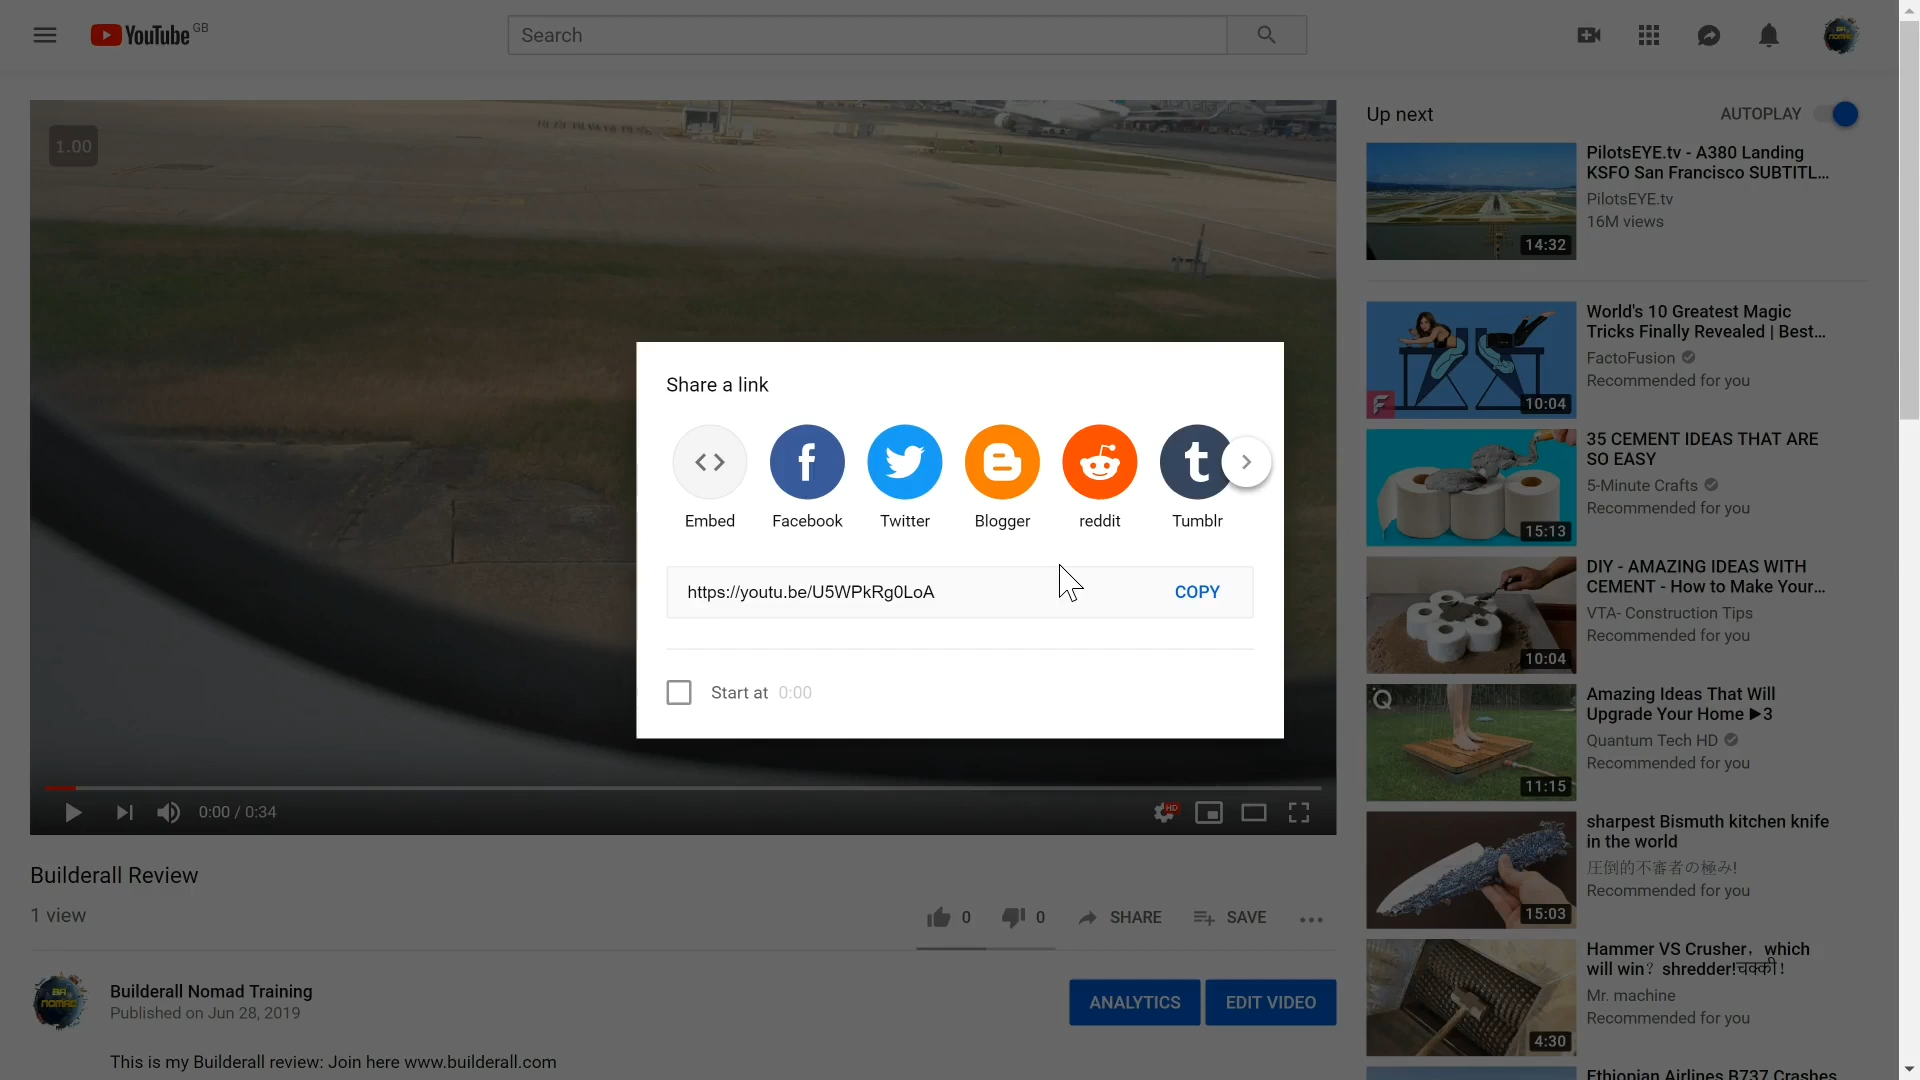 YouTube GB
Search
1.00
Share a link
Embed
Facebook
Twitter
Blogger
reddit
Tumblr
https://youtu.be/U5WPkRg0LoA
COPY
Start at 0:00
0:00 / 0:34
HD
Builderall Review
1 view
0
0
SHARE
SAVE
BA
NOMAD
Builderall Nomad Training
Published on Jun 28, 2019
ANALYTICS
EDIT VIDEO
This is my Builderall review: Join here www.builderall.com
Up next
AUTOPLAY
14:32
PilotsEYE.tv - A380 Landing
KSFO San Francisco SUBTITL...
PilotsEYE.tv
16M views
10:04
World's 10 Greatest Magic
Tricks Finally Revealed | Best...
FactoFusion
Recommended for you
15:13
35 CEMENT IDEAS THAT ARE
SO EASY
5-Minute Crafts
Recommended for you
10:04
DIY - AMAZING IDEAS WITH
CEMENT - How to Make Your...
VTA- Construction Tips
Recommended for you
11:15
Amazing Ideas That Will
Upgrade Your Home ▶3
Quantum Tech HD
Recommended for you
15:03
sharpest Bismuth kitchen knife
in the world
圧倒的不審者の極み!
Recommended for you
4:30
Hammer VS Crusher，which
will win？shredder!चक्की !
Mr. machine
Recommended for you
Ethiopian Airlines B737 Crashes